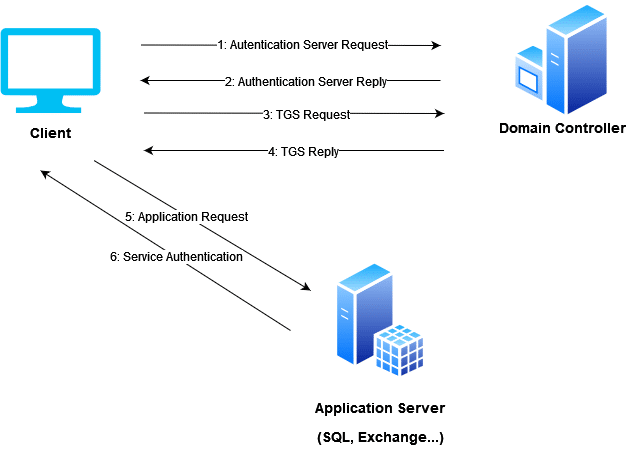 1: Autentication Server Request
2: Authentication Server Reply
3: TGS Request
Client
Domain Controller
4: TGS Reply
5: Application Request
6: Service Authentication
Application Server
(SQL, Exchange...)